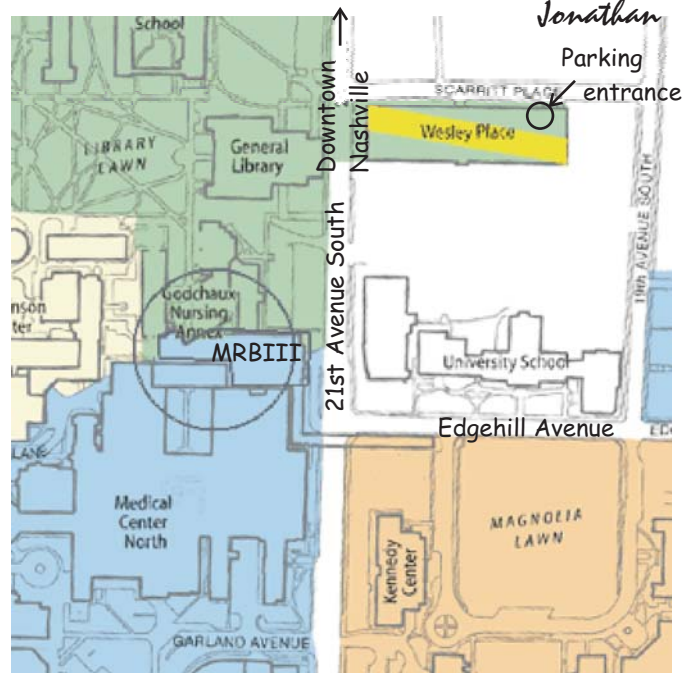 Jonathan
School
Parking
entrance
SCARRITT PLACE
Downtown
Nashville
Wesley Place
LIBRARY
LAWN
General
Library
19th AVENUE SOUTH
21st Avenue South
Godchaux
Nursing
Annex
MRBIII
University School
Edgehill Avenue
LANE
Medical
Center
North
MAGNOLIA
LAWN
Kennedy
Center
GARLAND AVENUE